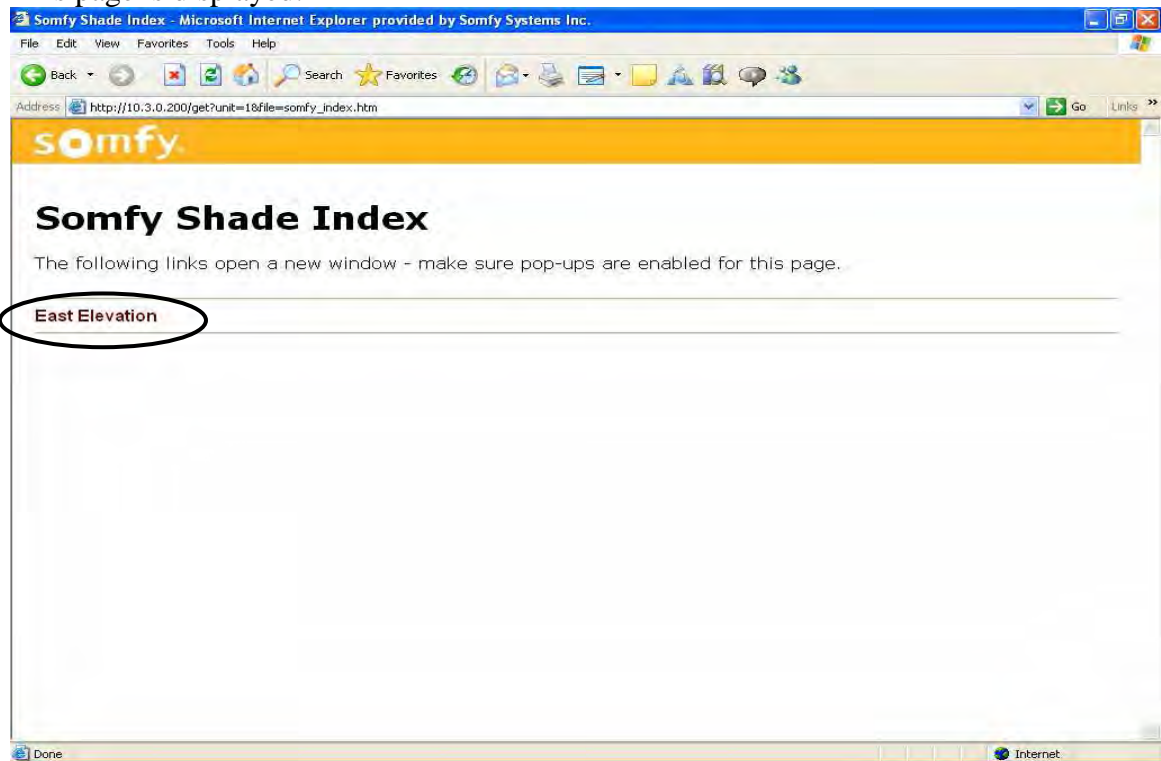 Somfy Shade Index - Microsoft Internet Explorer provided by Somfy Systems Inc.
File Edit View Favorites Tools Help
Back Search Favorites
Address http://10.3.0.200/get?unit=1&file=somfy_index.htm Go Links »
somfy.
Somfy Shade Index
The following links open a new window - make sure pop-ups are enabled for this page.
East Elevation
Done Internet